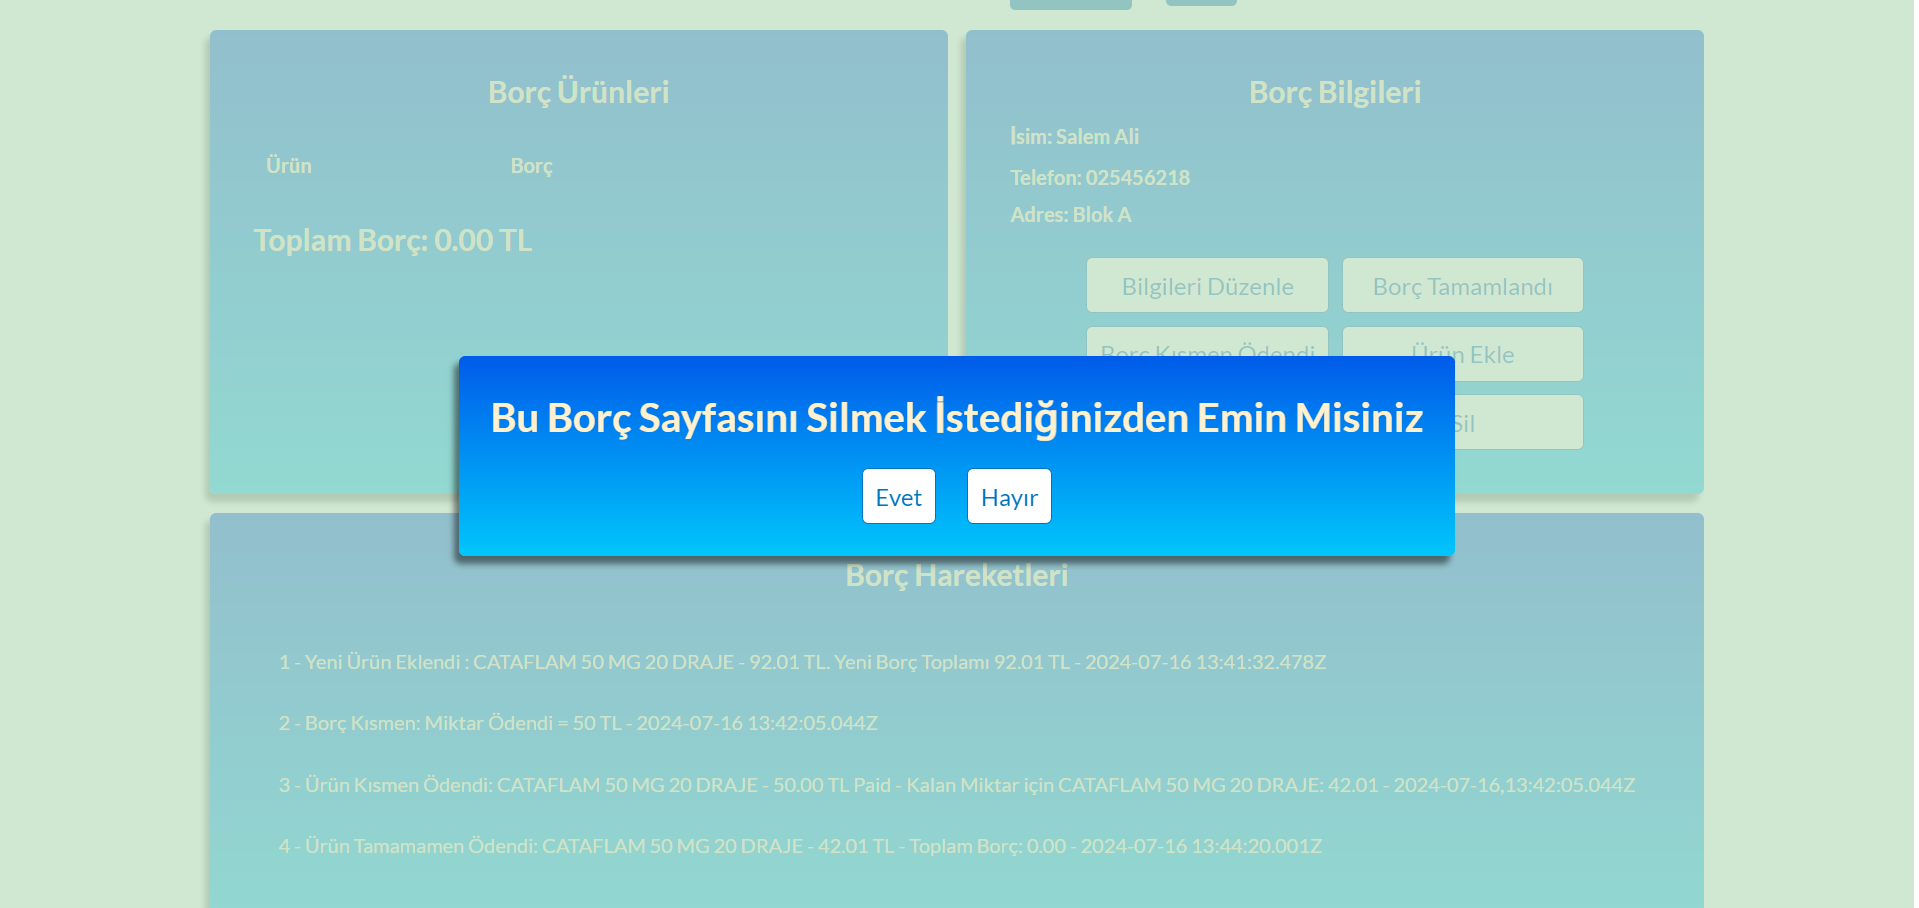 Borç Ürünleri
Ürün Borç
Toplam Borç: 0.00 TL
Borç Bilgileri
İsim: Salem Ali
Telefon: 025456218
Adres: Blok A
Bilgileri Düzenle
Borç Tamamlandı
Borç Kısmen Ödendi
Ürün Ekle
Sil
Bu Borç Sayfasını Silmek İstediğinizden Emin Misiniz
Evet
Hayır
Borç Hareketleri
1 - Yeni Ürün Eklendi : CATAFLAM 50 MG 20 DRAJE - 92.01 TL. Yeni Borç Toplamı 92.01 TL - 2024-07-16 13:41:32.478Z
2 - Borç Kısmen: Miktar Ödendi = 50 TL - 2024-07-16 13:42:05.044Z
3 - Ürün Kısmen Ödendi: CATAFLAM 50 MG 20 DRAJE - 50.00 TL Paid - Kalan Miktar için CATAFLAM 50 MG 20 DRAJE: 42.01 - 2024-07-16,13:42:05.044Z
4 - Ürün Tamamamen Ödendi: CATAFLAM 50 MG 20 DRAJE - 42.01 TL - Toplam Borç: 0.00 - 2024-07-16 13:44:20.001Z